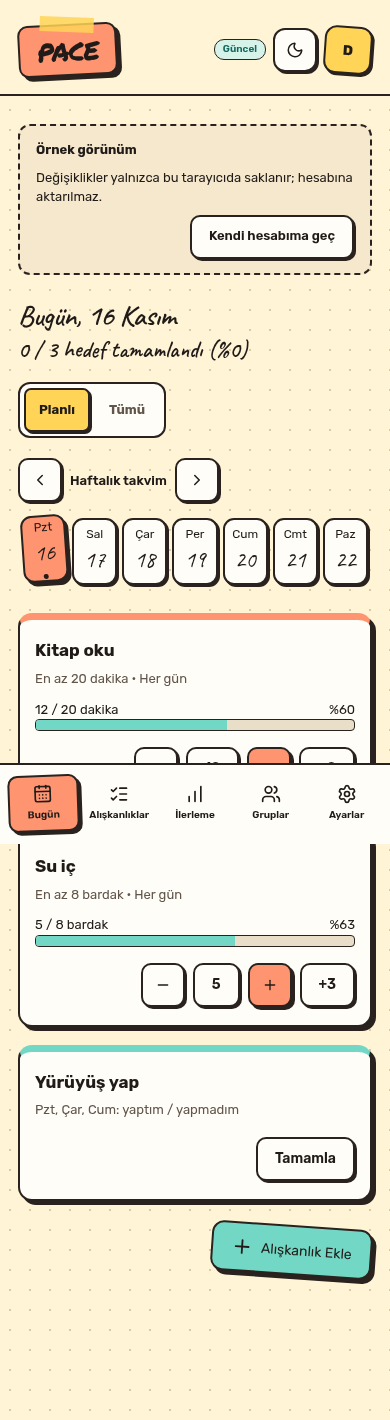 PACE
Güncel
D
Örnek görünüm
Değişiklikler yalnızca bu tarayıcıda saklanır; hesabına
aktarılmaz.
Kendi hesabıma geç
Bugün, 16 Kasım
0 / 3 hedef tamamlandı (%0)
Planlı Tümü
Haftalık takvim
Pzt Sal Çar Per Cum Cmt Paz
16 17 18 19 20 21 22
Kitap oku
En az 20 dakika • Her gün
12 / 20 dakika %60
Bugün Alışkanlıklar İlerleme Gruplar Ayarlar
Su iç
En az 8 bardak • Her gün
5 / 8 bardak %63
− 5 + +3
Yürüyüş yap
Pzt, Çar, Cum: yaptım / yapmadım
Tamamla
+ Alışkanlık Ekle